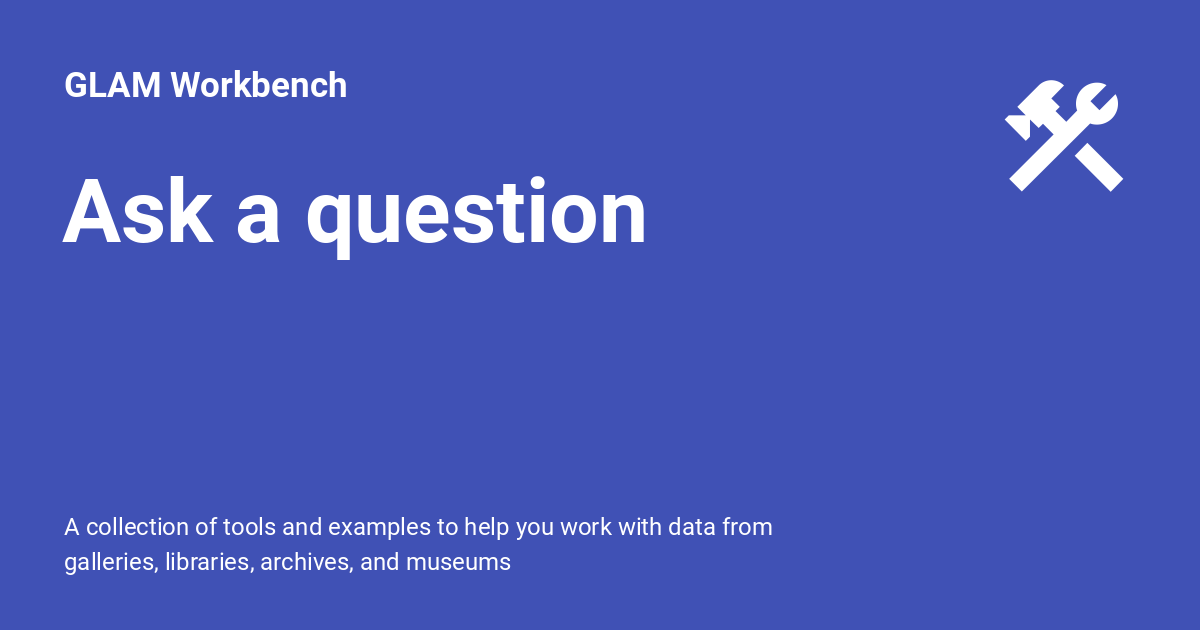 GLAM Workbench
Ask a question
A collection of tools and examples to help you work with data from
galleries, libraries, archives, and museums